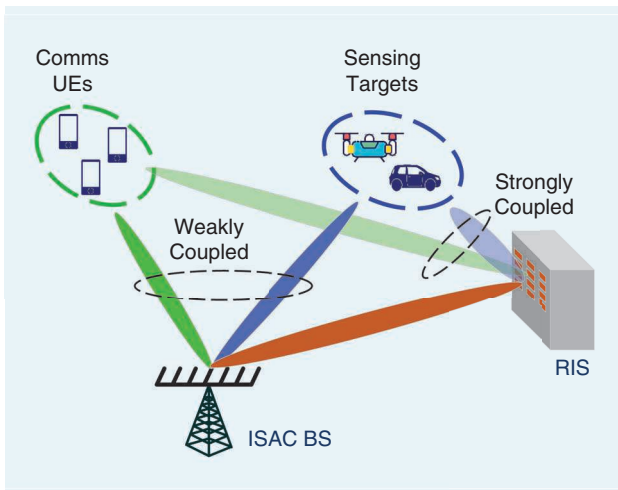 Comms
UEs
Sensing
Targets
Strongly
Coupled
Weakly
Coupled
RIS
ISAC BS